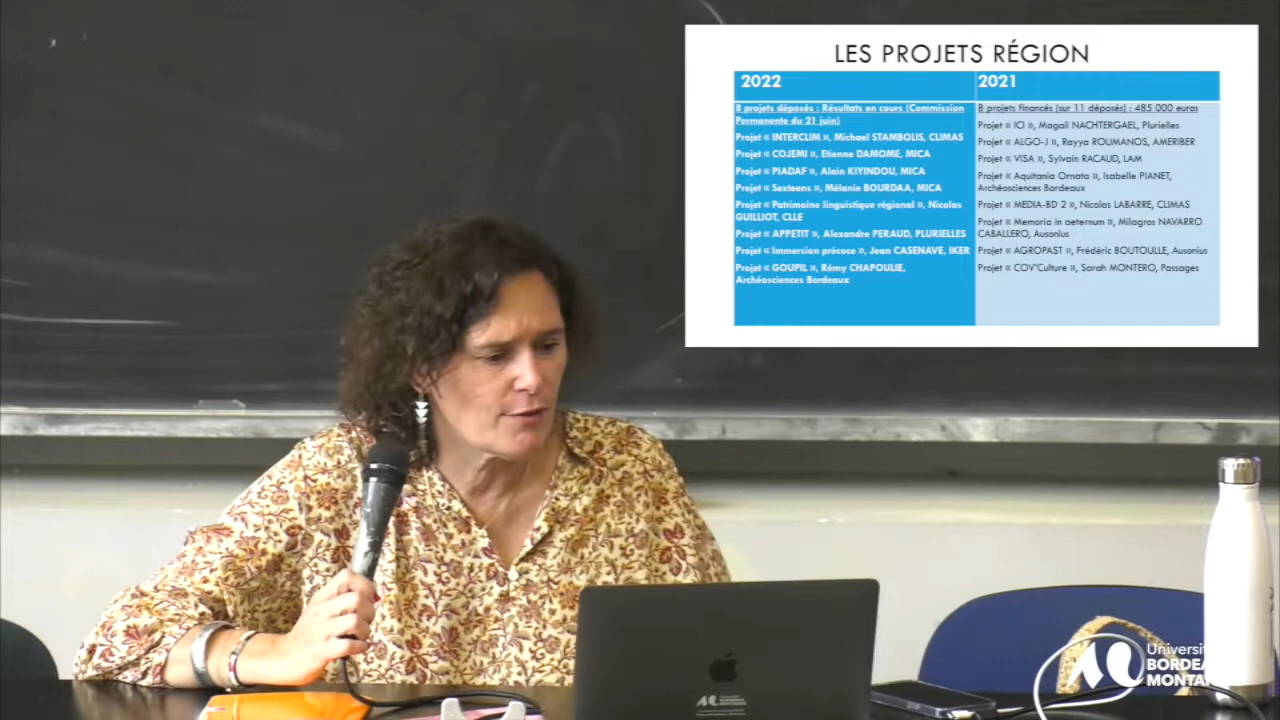 LES PROJETS RÉGION
2022
8 projets déposés : Résultats en cours (Commission
Permanente du 21 juin)
Projet « INTERCLIM », Michael STAMBOLIS, CLIMAS
Projet « COJEMI », Etienne DAMOME, MICA
Projet « PIADAF », Alain KIYINDOU, MICA
Projet « Sexteens », Mélanie BOURDAA, MICA
Projet « Patrimoine linguistique régional », Nicolas
GUILLIOT, CLLE
Projet « APPETIT », Alexandre PERAUD, PLURIELLES
Projet « Immersion précoce », Jean CASENAVE, IKER
Projet « GOUPIL », Rémy CHAPOULIE,
Archéosciences Bordeaux
2021
8 projets financés (sur 11 déposés) : 485 000 euros
Projet « ICI », Magali NACHTERGAEL, Plurielles
Projet « ALGO-J », Rayya ROUMANOS, AMERIBER
Projet « VISA », Sylvain RACAUD, LAM
Projet « Aquitania Ornata », Isabelle PIANET,
Archéosciences Bordeaux
Projet « MEDIA-BD 2 », Nicolas LABARRE, CLIMAS
Projet « Memoria in aeternum », Milagros NAVARRO
CABALLERO, Ausonius
Projet « AGROPAST », Frédéric BOUTOULLE, Ausonius
Projet « COV'Culture », Sarah MONTERO, Passages
Universit
BORDEA
MONTAI